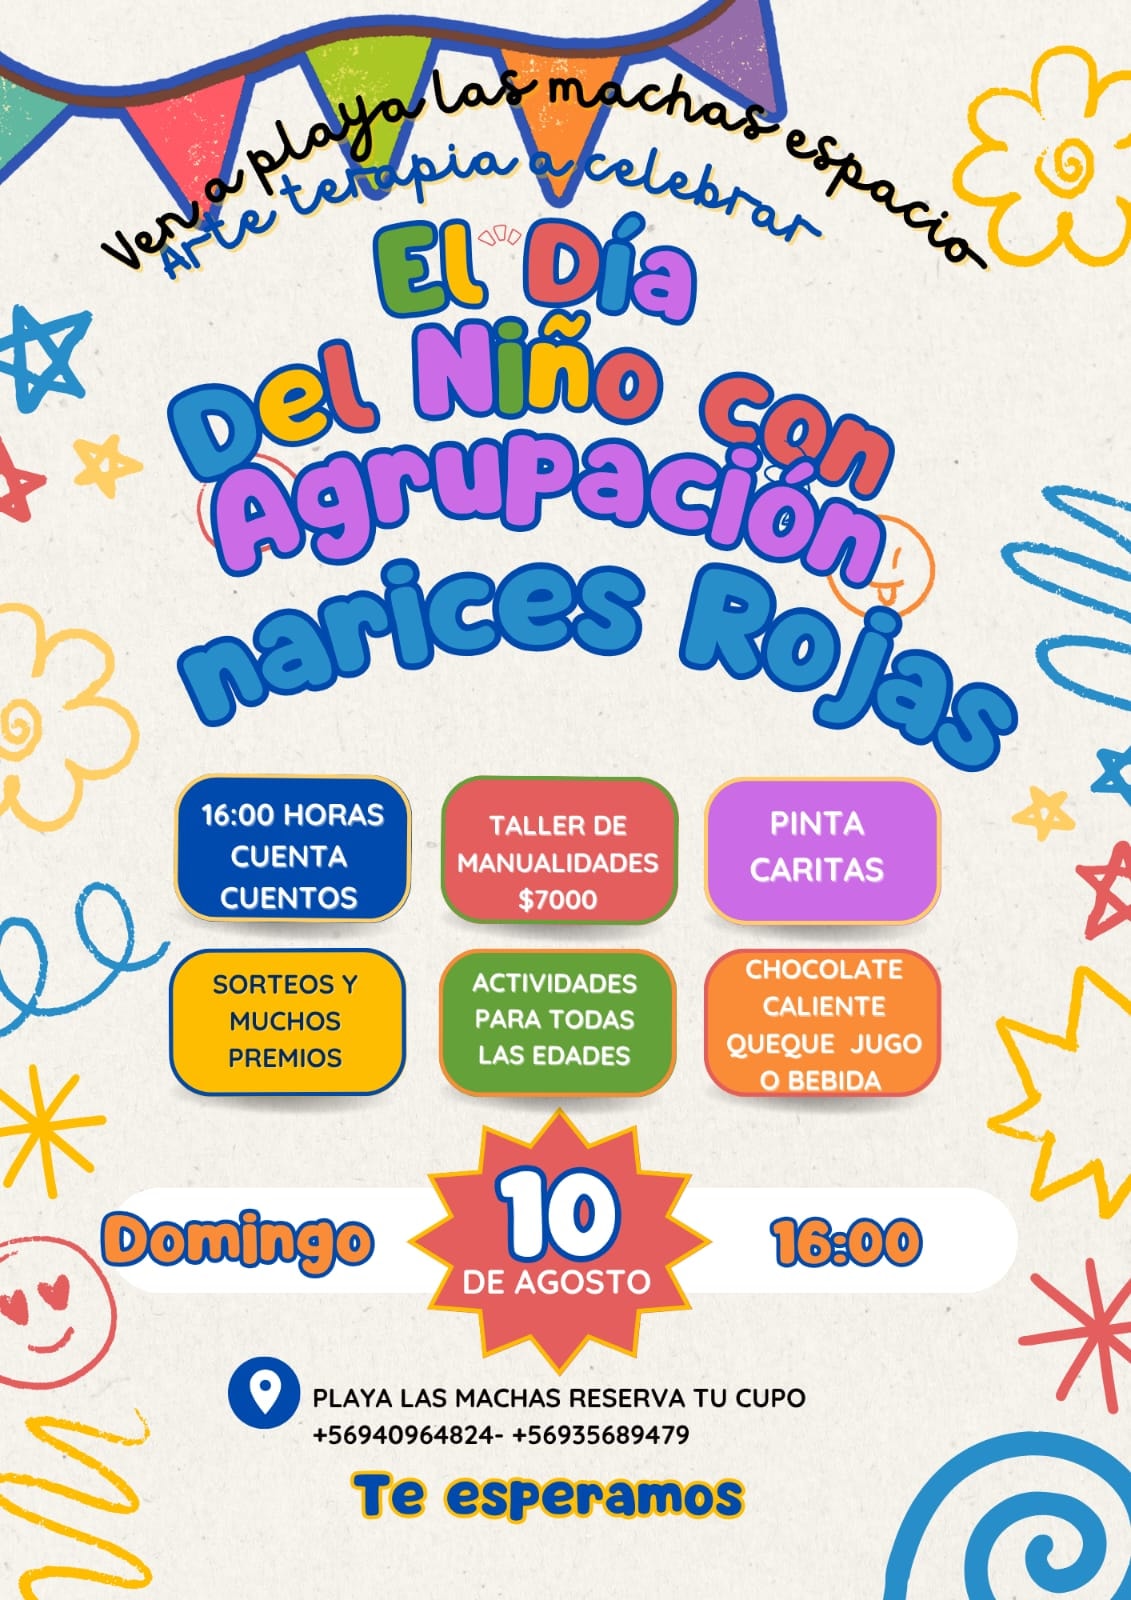 Ven a playa las machas espacio
Arte terapia a celebrar
El Día
Del Niño con
Agrupación
narices Rojas
16:00 HORAS
CUENTA
CUENTOS
TALLER DE
MANUALIDADES
$7000
PINTA
CARITAS
SORTEOS Y
MUCHOS
PREMIOS
ACTIVIDADES
PARA TODAS
LAS EDADES
CHOCOLATE
CALIENTE
QUEQUE JUGO
O BEBIDA
Domingo
10
DE AGOSTO
16:00
PLAYA LAS MACHAS RESERVA TU CUPO
+56940964824- +56935689479
Te esperamos